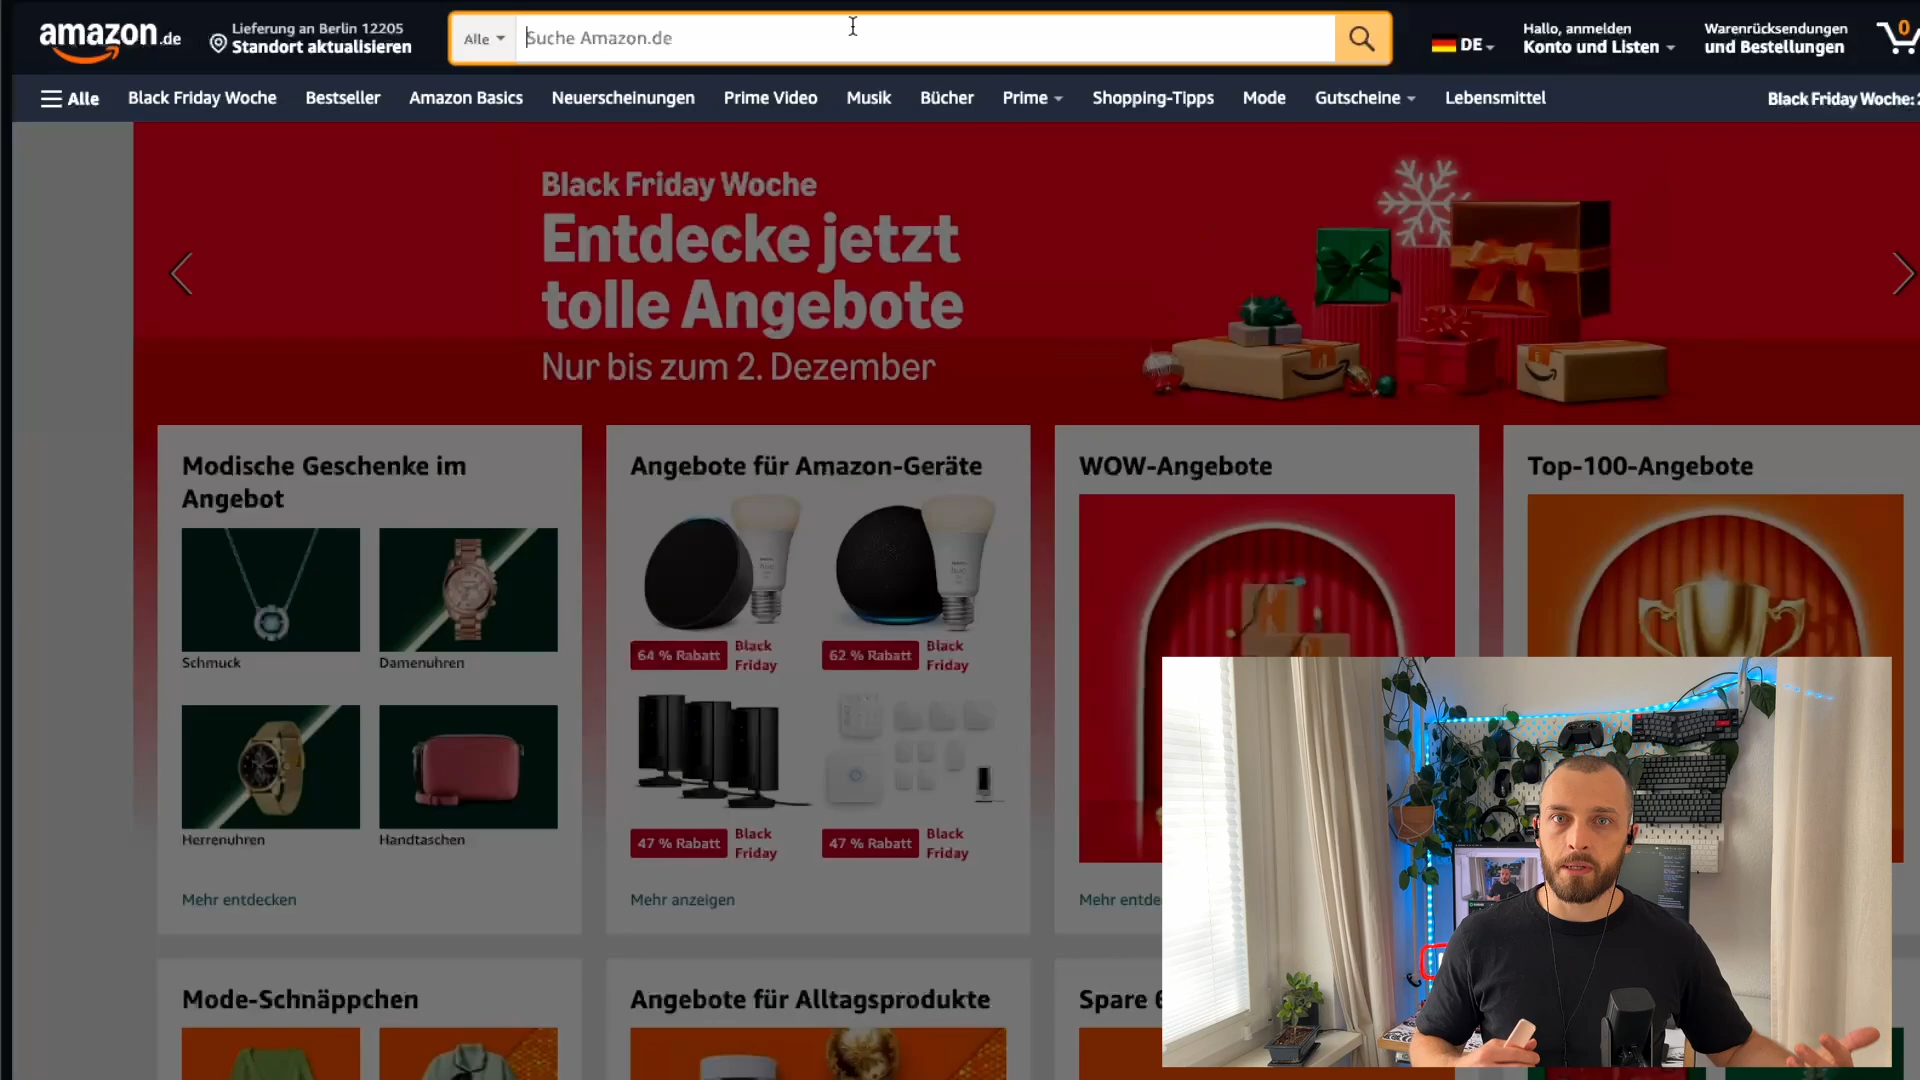 amazon.de
Lieferung an Berlin 12205
Standort aktualisieren
Alle
Suche Amazon.de
DE
Hallo, anmelden
Konto und Listen
Warenrücksendungen
und Bestellungen
0
Alle
Black Friday Woche
Bestseller
Amazon Basics
Neuerscheinungen
Prime Video
Musik
Bücher
Prime
Shopping-Tipps
Mode
Gutscheine
Lebensmittel
Black Friday Woche:
Black Friday Woche
Entdecke jetzt
tolle Angebote
Nur bis zum 2. Dezember
Modische Geschenke im
Angebot
Schmuck
Damenuhren
Herrenuhren
Handtaschen
Mehr entdecken
Angebote für Amazon-Geräte
64 % Rabatt
Black
Friday
62 % Rabatt
Black
Friday
47 % Rabatt
Black
Friday
47 % Rabatt
Black
Friday
Mehr anzeigen
WOW-Angebote
Mehr entde
Top-100-Angebote
Mode-Schnäppchen
Angebote für Alltagsprodukte
Spare